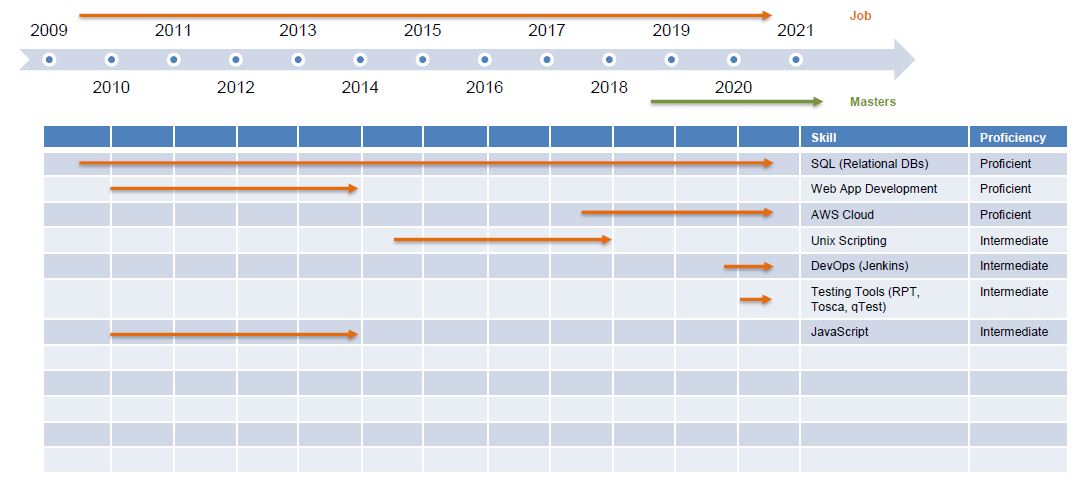 Job
2009 2011 2013 2015 2017 2019 2021
2010 2012 2014 2016 2018 2020
Masters
Skill Proficiency
SQL (Relational DBs) Proficient
Web App Development Proficient
AWS Cloud Proficient
Unix Scripting Intermediate
DevOps (Jenkins) Intermediate
Testing Tools (RPT, Intermediate
Tosca, qTest)
JavaScript Intermediate